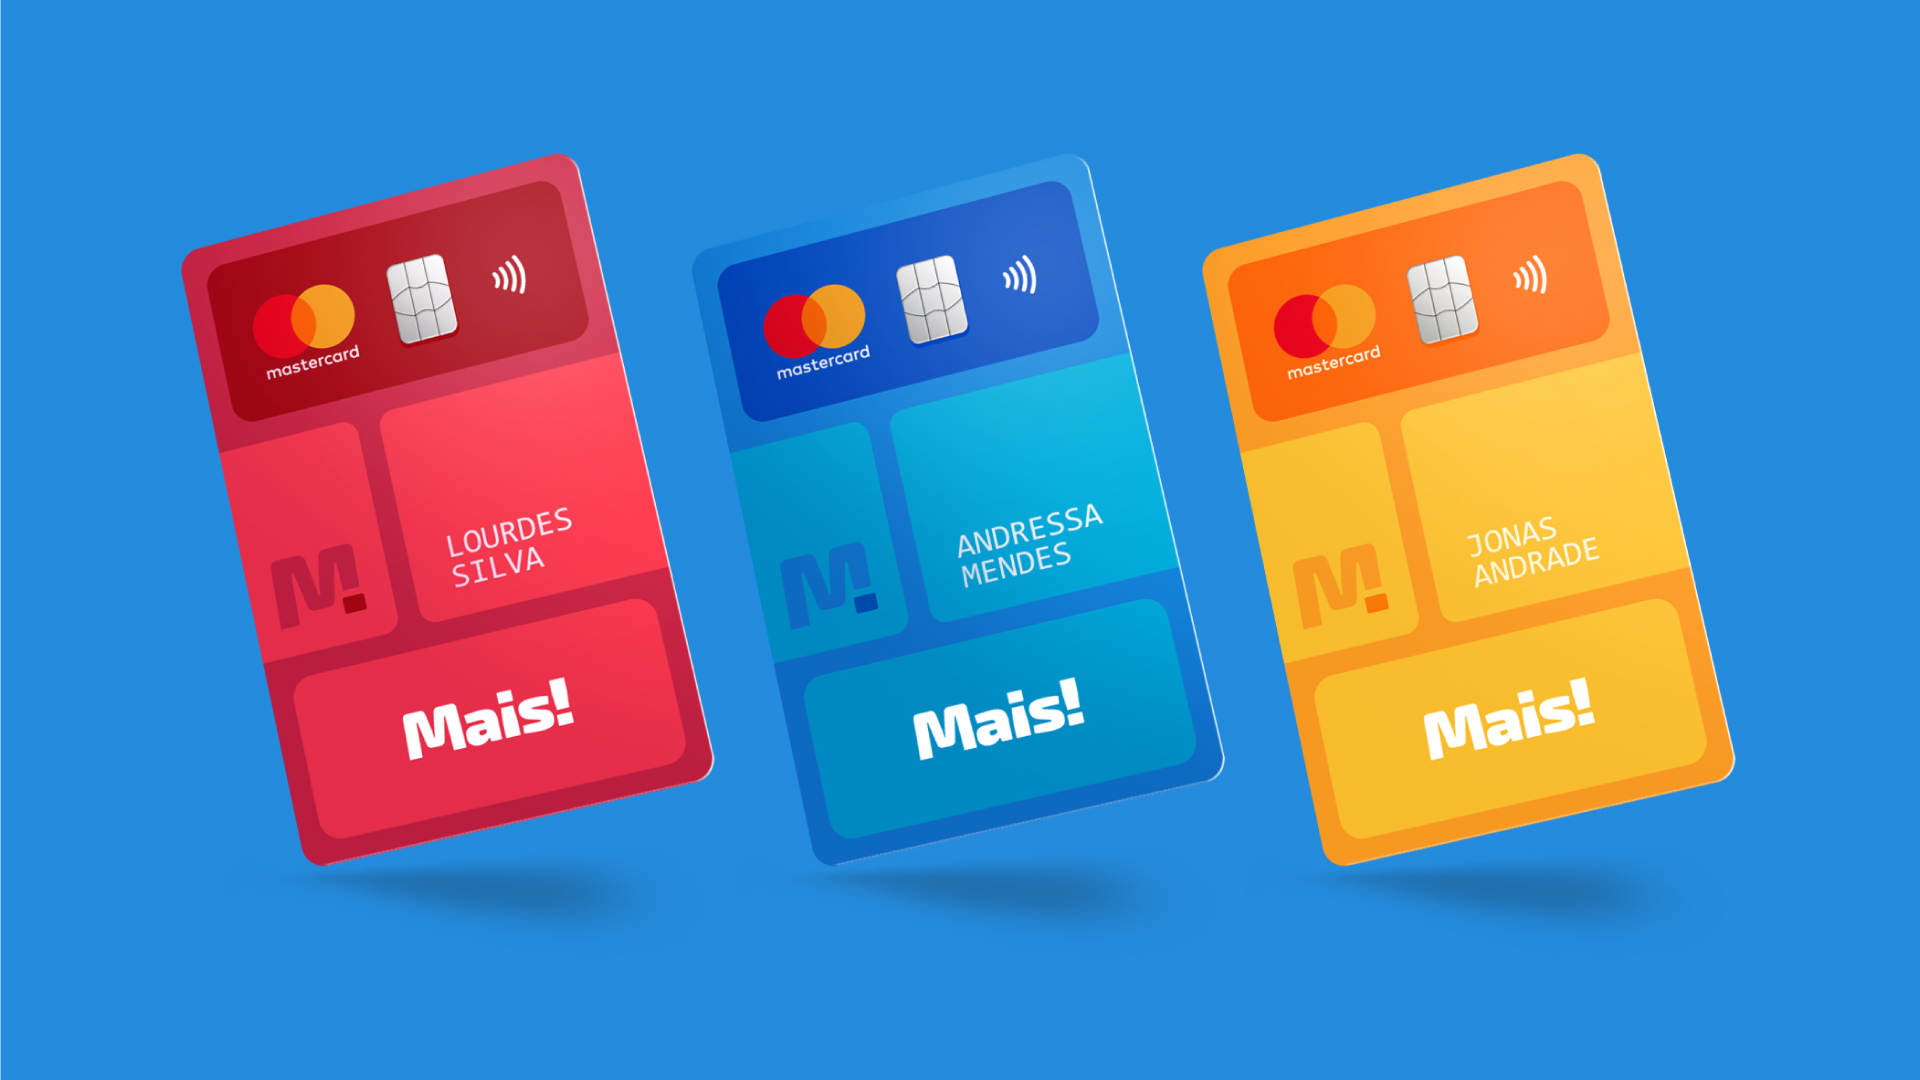 mastercard
LOURDES
SILVA
M.
Mais!
mastercard
ANDRESSA
MENDES
M.
Mais!
mastercard
JONAS
ANDRADE
M.
Mais!